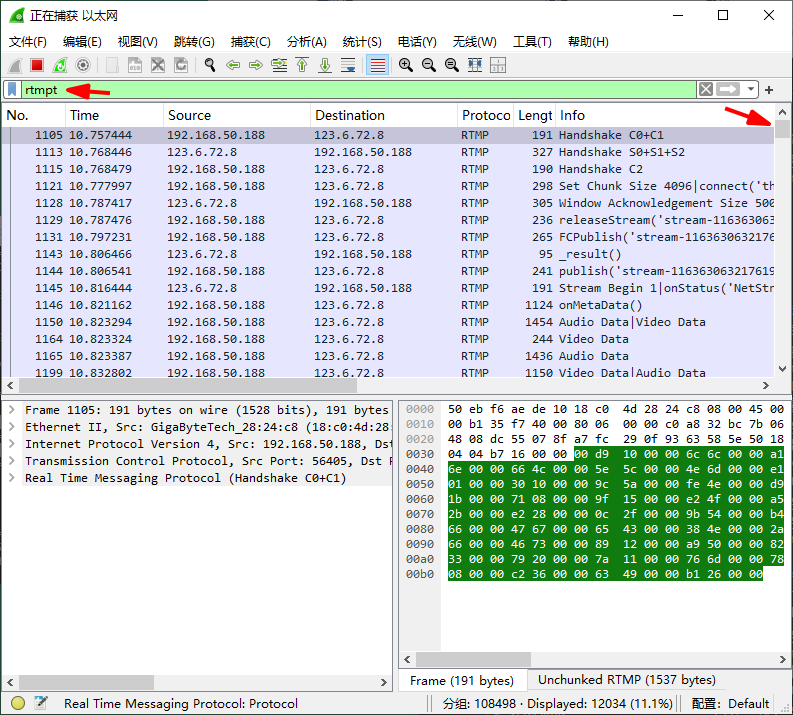 正在捕获 以太网
文件(F) 编辑(E) 视图(V) 跳转(G) 捕获(C) 分析(A) 统计(S) 电话(Y) 无线(W) 工具(T) 帮助(H)
rtmpt
No. Time Source Destination Protoco Lengt Info
1105 10.757444 192.168.50.188 123.6.72.8 RTMP 191 Handshake C0+C1
1113 10.768446 123.6.72.8 192.168.50.188 RTMP 327 Handshake S0+S1+S2
1115 10.768479 192.168.50.188 123.6.72.8 RTMP 190 Handshake C2
1121 10.777997 192.168.50.188 123.6.72.8 RTMP 298 Set Chunk Size 4096|connect('th
1128 10.787417 123.6.72.8 192.168.50.188 RTMP 305 Window Acknowledgement Size 500
1129 10.787476 192.168.50.188 123.6.72.8 RTMP 236 releaseStream('stream-116363063
1131 10.797231 192.168.50.188 123.6.72.8 RTMP 265 FCPublish('stream-1163630632176
1143 10.806466 123.6.72.8 192.168.50.188 RTMP 95 _result()
1144 10.806541 192.168.50.188 123.6.72.8 RTMP 241 publish('stream-11636306321761​9
1145 10.816444 123.6.72.8 192.168.50.188 RTMP 191 Stream Begin 1|onStatus('NetStr
1146 10.821162 192.168.50.188 123.6.72.8 RTMP 1124 onMetaData()
1150 10.823294 192.168.50.188 123.6.72.8 RTMP 1454 Audio Data|Video Data
1164 10.823324 192.168.50.188 123.6.72.8 RTMP 244 Video Data
1165 10.823387 192.168.50.188 123.6.72.8 RTMP 1436 Audio Data
1199 10.832802 192.168.50.188 123.6.72.8 RTMP 1150 Video Data|Audio Data
Frame 1105: 191 bytes on wire (1528 bits), 191 bytes
Ethernet II, Src: GigaByteTech_28:24:c8 (18:c0:4d:28:
Internet Protocol Version 4, Src: 192.168.50.188, Dst
Transmission Control Protocol, Src Port: 56405, Dst P
Real Time Messaging Protocol (Handshake C0+C1)
0000 50 eb f6 ae de 10 18 c0 4d 28 24 c8 08 00 45 00
0010 00 b1 35 f7 40 00 80 06 00 00 c0 a8 32 bc 7b 06
0020 48 08 dc 55 07 8f a7 fc 29 0f 93 63 58 5e 50 18
0030 04 04 b7 16 00 00 00 d9 10 00 00 6c 6c 00 00 a1
0040 6e 00 00 66 4c 00 00 5e 5c 00 00 4e 6d 00 00 e1
0050 01 00 00 30 10 00 00 9c 5a 00 00 fe 4e 00 00 d9
0060 1b 00 00 71 08 00 00 9f 15 00 00 e2 4f 00 00 a5
0070 2b 00 00 e2 28 00 00 0c 2f 00 00 9b 54 00 00 b4
0080 66 00 00 47 67 00 00 65 43 00 00 38 4e 00 00 2a
0090 66 00 00 46 73 00 00 89 12 00 00 a9 50 00 00 82
00a0 33 00 00 79 20 00 00 7a 11 00 00 76 6d 00 00 78
00b0 08 00 00 c2 36 00 00 63 49 00 00 b1 26 00 00
Frame (191 bytes) Unchunked RTMP (1537 bytes)
Real Time Messaging Protocol: Protocol 分组: 108498 · Displayed: 12034 (11.1%) 配置: Default